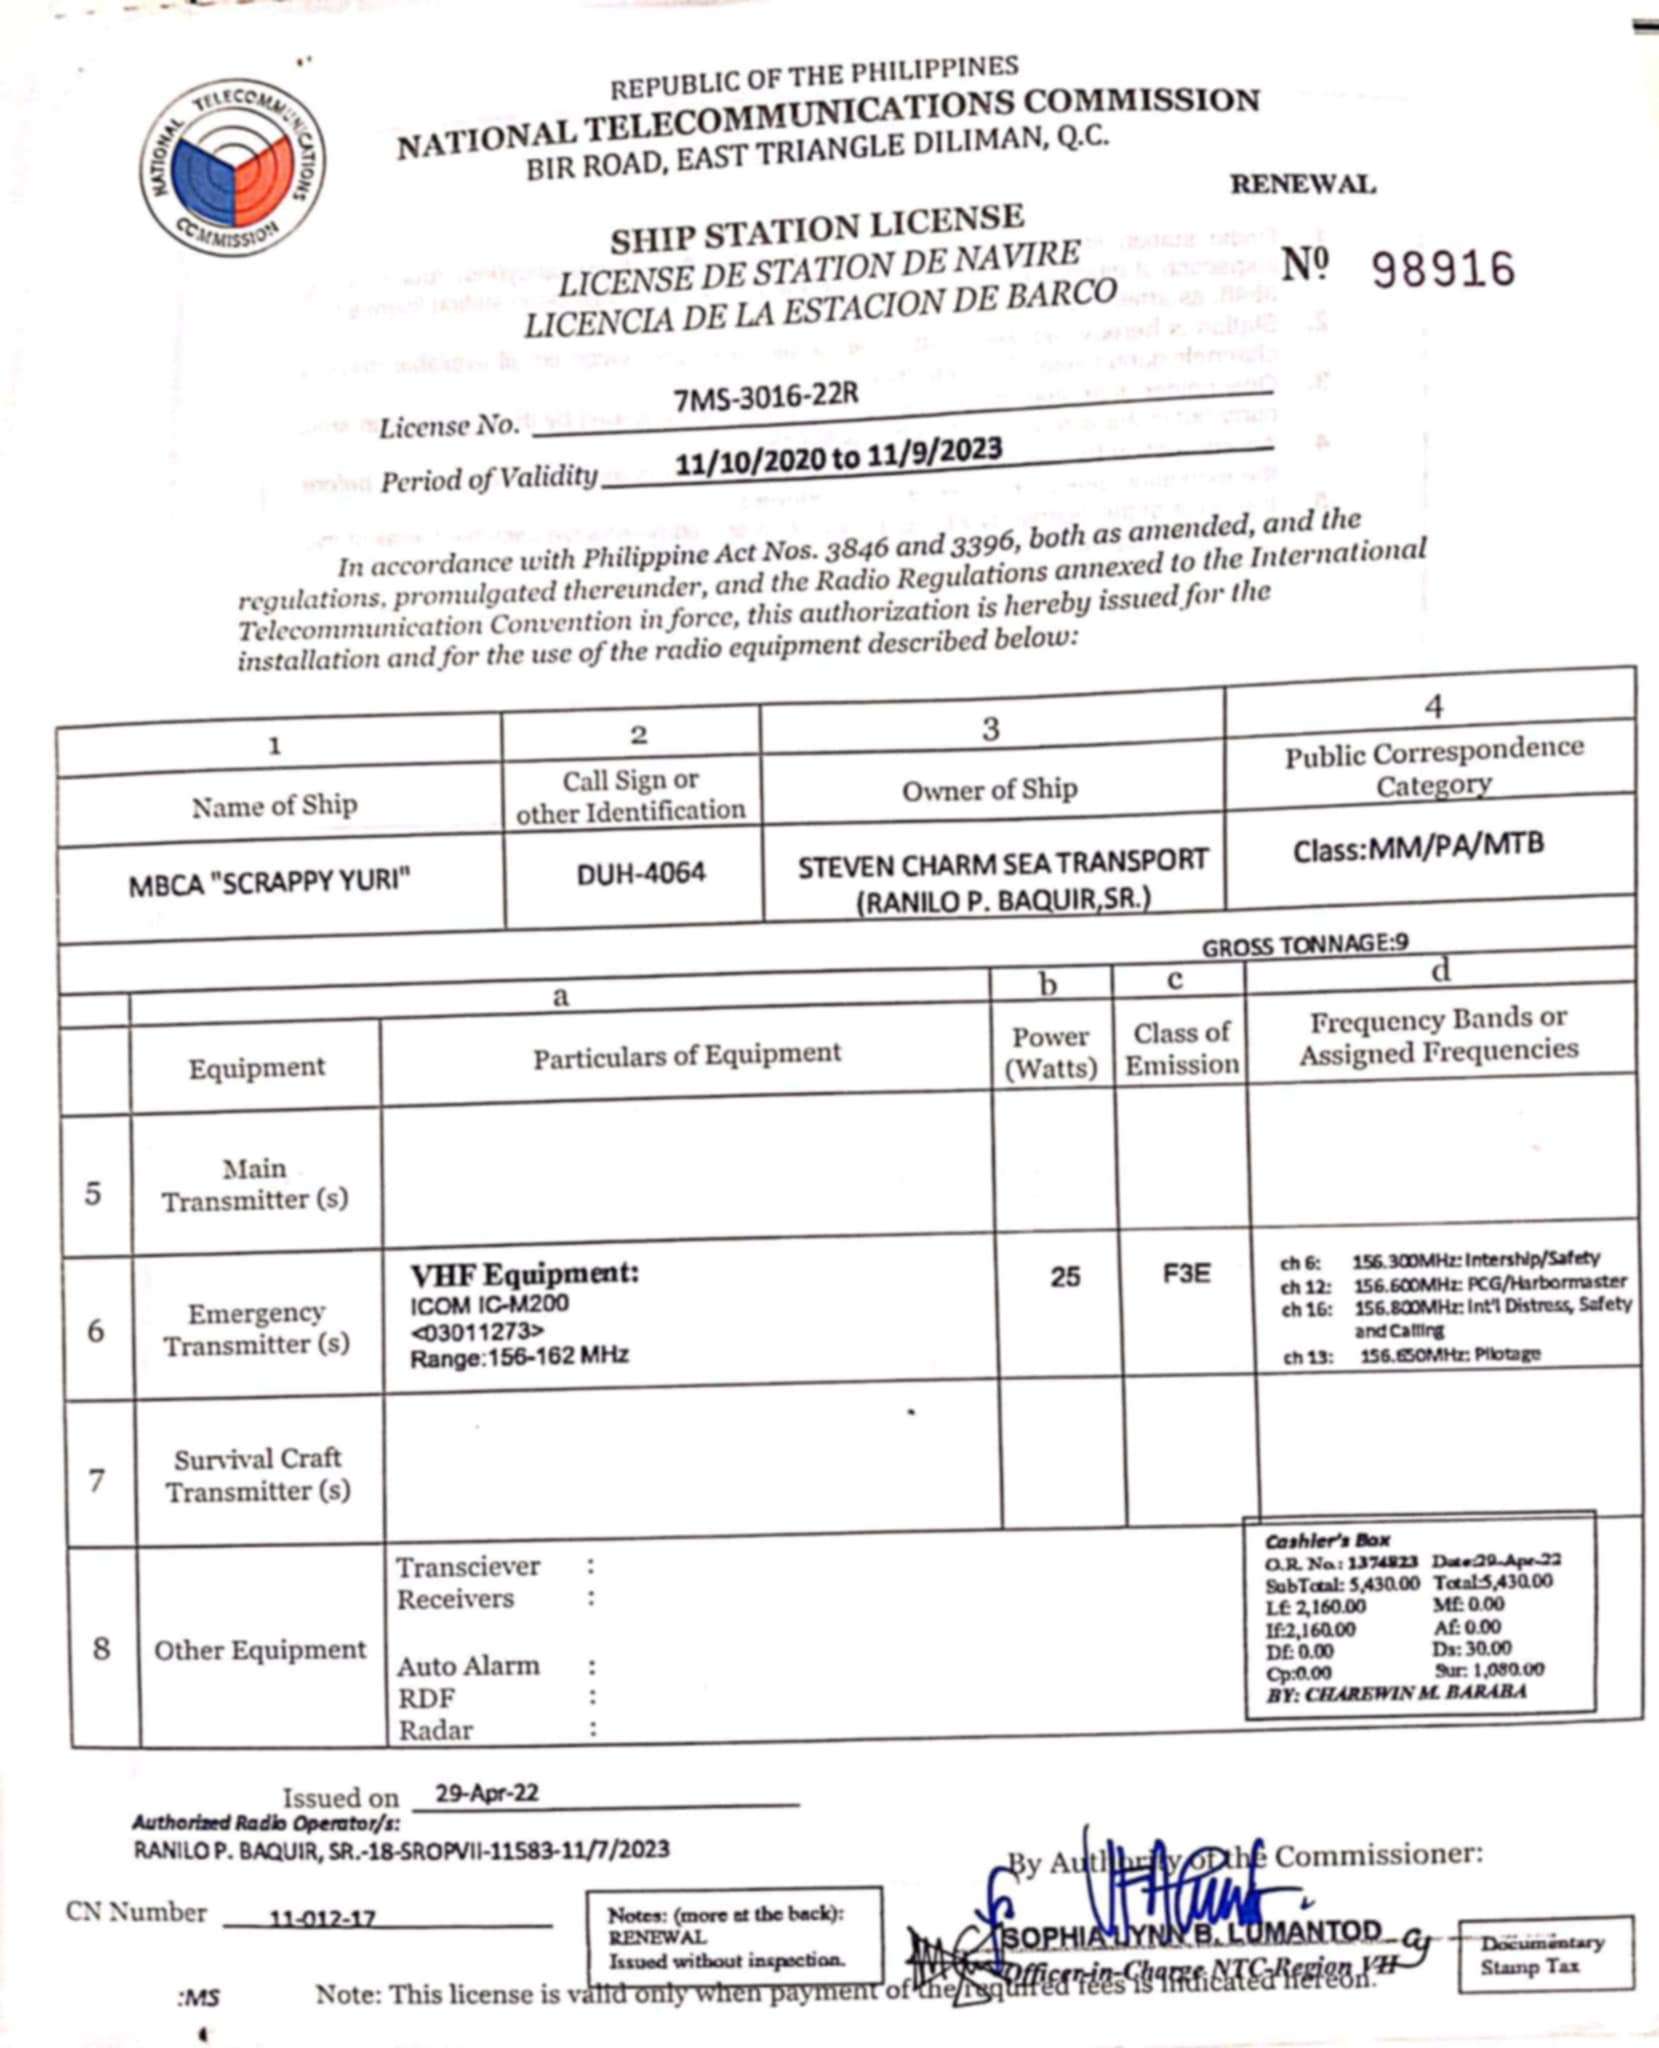 NATIONAL TELECOMMUNICATIONS COMMISSION
REPUBLIC OF THE PHILIPPINES
NATIONAL TELECOMMUNICATIONS COMMISSION
BIR ROAD, EAST TRIANGLE DILIMAN, Q.C.
RENEWAL
SHIP STATION LICENSE
LICENSE DE STATION DE NAVIRE
LICENCIA DE LA ESTACION DE BARCO
Nº 98916
License No. 7MS-3016-22R
Period of Validity 11/10/2020 to 11/9/2023
In accordance with Philippine Act Nos. 3846 and 3396, both as amended, and the
regulations, promulgated thereunder, and the Radio Regulations annexed to the International
Telecommunication Convention in force, this authorization is hereby issued for the
installation and for the use of the radio equipment described below:
1 2 3 4
Name of Ship
Call Sign or
other Identification
Owner of Ship
Public Correspondence
Category
MBCA "SCRAPPY YURI"
DUH-4064
STEVEN CHARM SEA TRANSPORT
(RANILO P. BAQUIR,SR.)
Class:MM/PA/MTB
GROSS TONNAGE:9
a b c d
Equipment
Particulars of Equipment
Power
(Watts)
Class of
Emission
Frequency Bands or
Assigned Frequencies
5
Main
Transmitter (s)
6
Emergency
Transmitter (s)
VHF Equipment:
ICOM IC-M200
<03011273>
Range:156-162 MHz
25
F3E
ch 6: 156.300MHz: Intership/Safety
ch 12: 156.600MHz: PCG/Harbormaster
ch 16: 156.800MHz: Int'l Distress, Safety
and Calling
ch 13: 156.650MHz: Pilotage
7
Survival Craft
Transmitter (s)
8
Other Equipment
Transciever :
Receivers :
Auto Alarm :
RDF :
Radar :
Cashier's Box
O.R. No.: 1374823 Date:29-Apr-22
SubTotal: 5,430.00 Total:5,430.00
Lf: 2,160.00 Mf: 0.00
If:2,160.00 Af: 0.00
Df: 0.00 Ds: 30.00
Cp:0.00 Sur: 1,080.00
BY: CHAREWIN M. BARABA
Issued on 29-Apr-22
Authorized Radio Operator/s:
RANILO P. BAQUIR, SR.-18-SROPVII-11583-11/7/2023
By Authority of the Commissioner:
CN Number 11-012-17
Notes: (more at the back):
RENEWAL
Issued without inspection.
SOPHIA LYNN B. LUMANTOD
Officer-in-Charge NTC-Region VII
Documentary
Stamp Tax
:MS
Note: This license is valid only when payment of the required fees is indicated hereon.